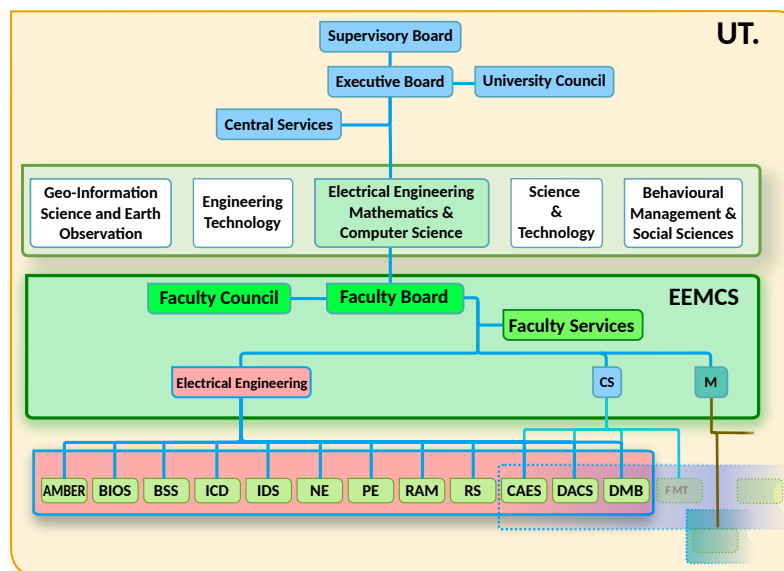 UT.
Supervisory Board
Executive Board
University Council
Central Services
Geo-Information
Science and Earth
Observation
Engineering
Technology
Electrical Engineering
Mathematics &
Computer Science
Science
&
Technology
Behavioural
Management &
Social Sciences
EEMCS
Faculty Council
Faculty Board
Faculty Services
Electrical Engineering
CS
M
AMBER
BIOS
BSS
ICD
IDS
NE
PE
RAM
RS
CAES
DACS
DMB
FMT